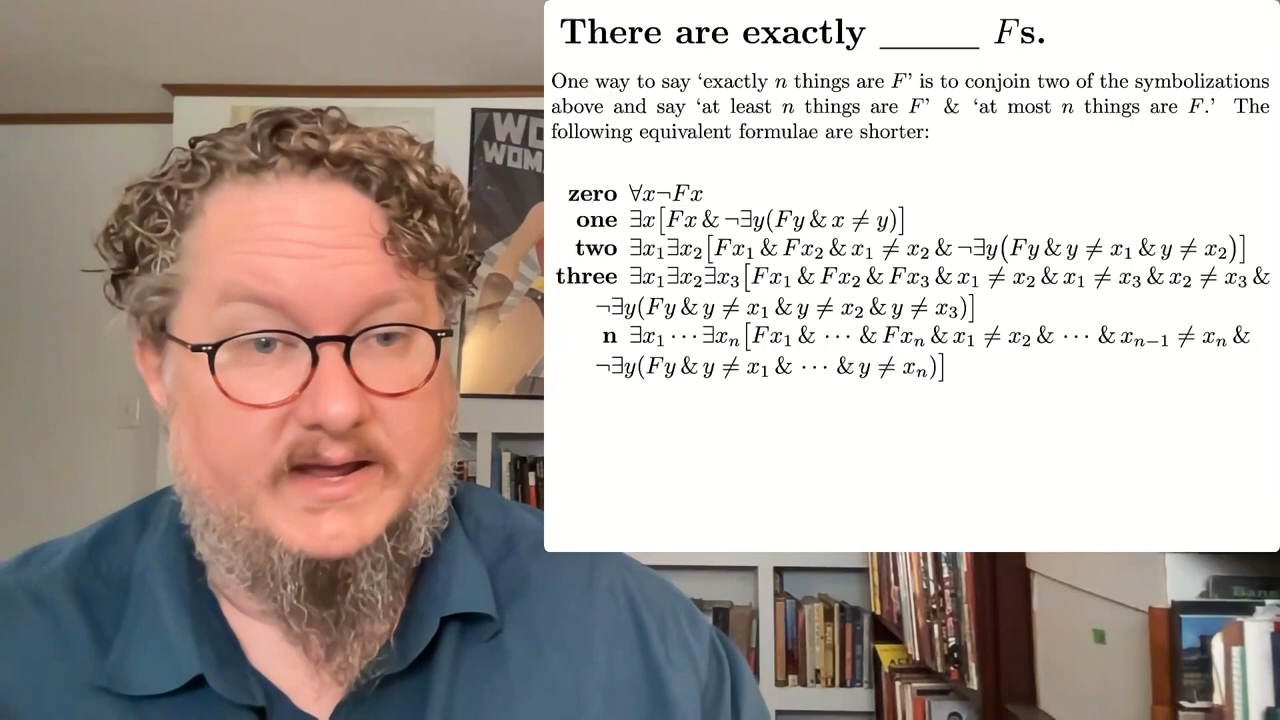 There are exactly _____ Fs.
One way to say ‘exactly n things are F’ is to conjoin two of the symbolizations
above and say ‘at least n things are F’ & ‘at most n things are F.’ The
following equivalent formulae are shorter:
zero ∀x¬Fx
one ∃x[Fx & ¬∃y(Fy & x ≠ y)]
two ∃x₁∃x₂[Fx₁ & Fx₂ & x₁ ≠ x₂ & ¬∃y(Fy & y ≠ x₁ & y ≠ x₂)]
three ∃x₁∃x₂∃x₃[Fx₁ & Fx₂ & Fx₃ & x₁ ≠ x₂ & x₁ ≠ x₃ & x₂ ≠ x₃ &
¬∃y(Fy & y ≠ x₁ & y ≠ x₂ & y ≠ x₃)]
n ∃x₁ ··· ∃xₙ[Fx₁ & ··· & Fxₙ & x₁ ≠ x₂ & ··· & xₙ₋₁ ≠ xₙ &
¬∃y(Fy & y ≠ x₁ & ··· & y ≠ xₙ)]
WO
WOM